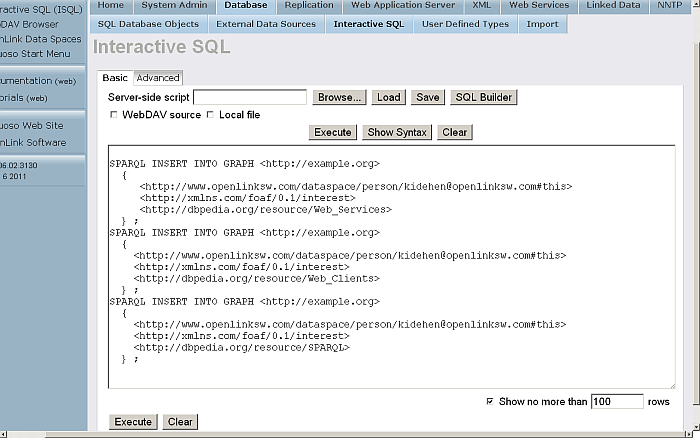 Home System Admin Database Replication Web Application Server XML Web Services Linked Data NNTP
SQL Database Objects External Data Sources Interactive SQL User Defined Types Import
ractive SQL (ISQL)
DAV Browser
nLink Data Spaces
uoso Start Menu
umentation (web)
orials (web)
uoso Web Site
nLink Software
06.02.3130
6 2011
Interactive SQL
Basic Advanced
Server-side script Browse... Load Save SQL Builder
WebDAV source Local file
Execute Show Syntax Clear
SPARQL INSERT INTO GRAPH <http://example.org>
{
<http://www.openlinksw.com/dataspace/person/kidehen@openlinksw.com#this>
<http://xmlns.com/foaf/0.1/interest>
<http://dbpedia.org/resource/Web_Services>
} ;
SPARQL INSERT INTO GRAPH <http://example.org>
{
<http://www.openlinksw.com/dataspace/person/kidehen@openlinksw.com#this>
<http://xmlns.com/foaf/0.1/interest>
<http://dbpedia.org/resource/Web_Clients>
} ;
SPARQL INSERT INTO GRAPH <http://example.org>
{
<http://www.openlinksw.com/dataspace/person/kidehen@openlinksw.com#this>
<http://xmlns.com/foaf/0.1/interest>
<http://dbpedia.org/resource/SPARQL>
} ;
Show no more than 100 rows
Execute Clear